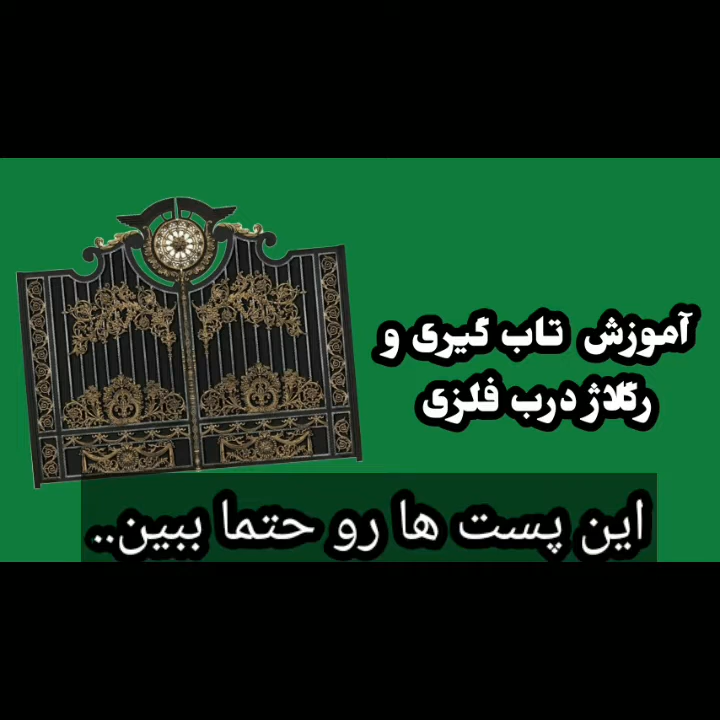 آموزش تاب گیری و
رگلاژ درب فلزی
این پست ها رو حتما ببین..